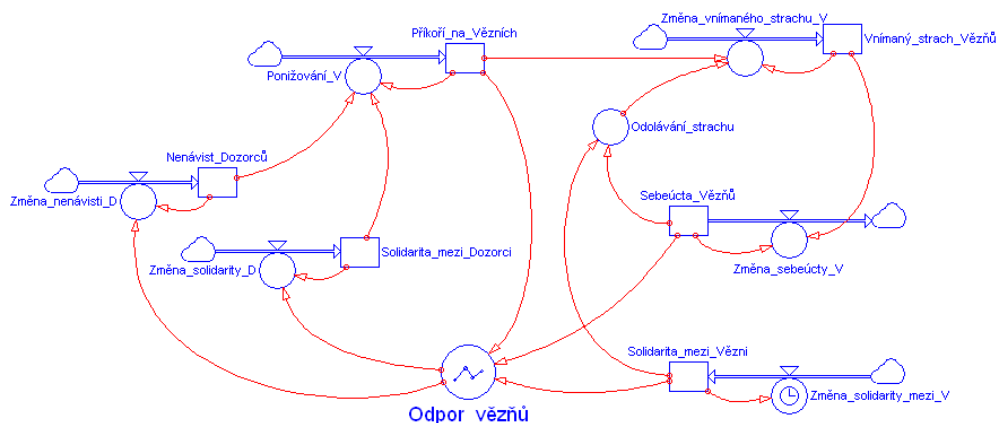 Změna_vnímaného_strachu_V
Příkoří_na_Vězních
Vnímaný_strach_Vězňů
Ponižování_V
Odolávání_strachu
Nenávist_Dozorců
Změna_nenávisti_D
Sebeúcta_Vězňů
Solidarita_mezi_Dozorci
Změna_solidarity_D
Změna_sebeúcty_V
Solidarita_mezi_Vězni
Změna_solidarity_mezi_V
Odpor_vězňů